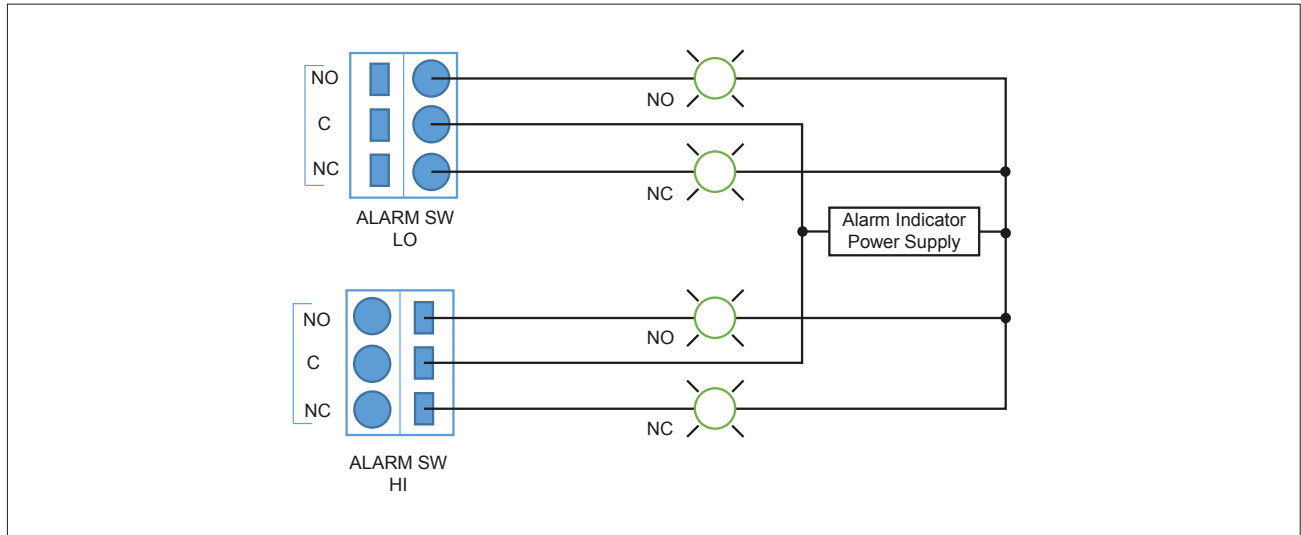 NO
NO
C
NC
NC
ALARM SW
LO
Alarm Indicator
Power Supply
NO
NO
C
NC
NC
ALARM SW
HI